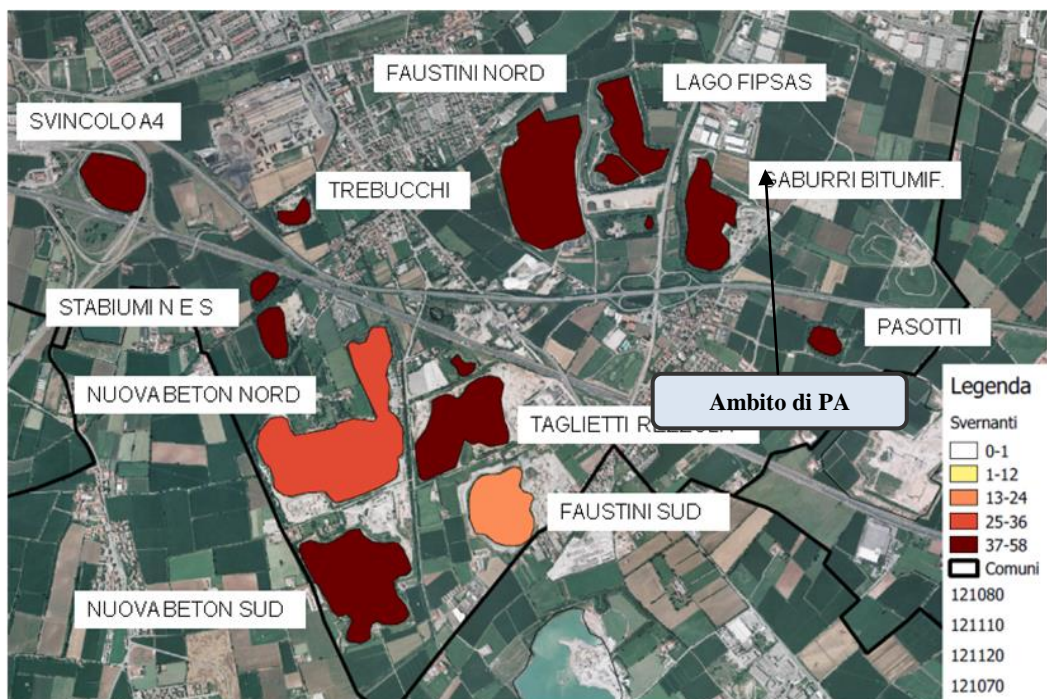 FAUSTINI NORD
LAGO FIPSAS
SVINCOLO A4
TREBUCCHI
GABURRI BITUMIF.
STABIUMI N E S
PASOTTI
NUOVA BETON NORD
Ambito di PA
TAGLIETTI
FAUSTINI SUD
NUOVA BETON SUD
Legenda
Svernanti
0-1
1-12
13-24
25-36
37-58
Comuni
121080
121110
121120
121070